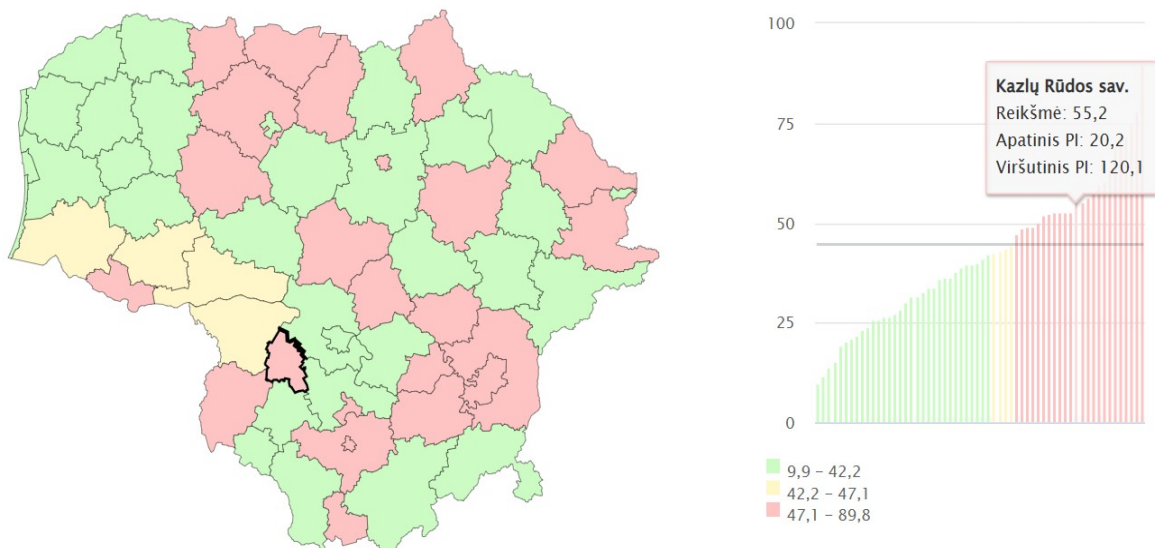 100
75
50
25
0
Kazlų Rūdos sav.
Reikšmė: 55,2
Apatinis PI: 20,2
Viršutinis PI: 120,1
9,9 – 42,2
42,2 – 47,1
47,1 – 89,8